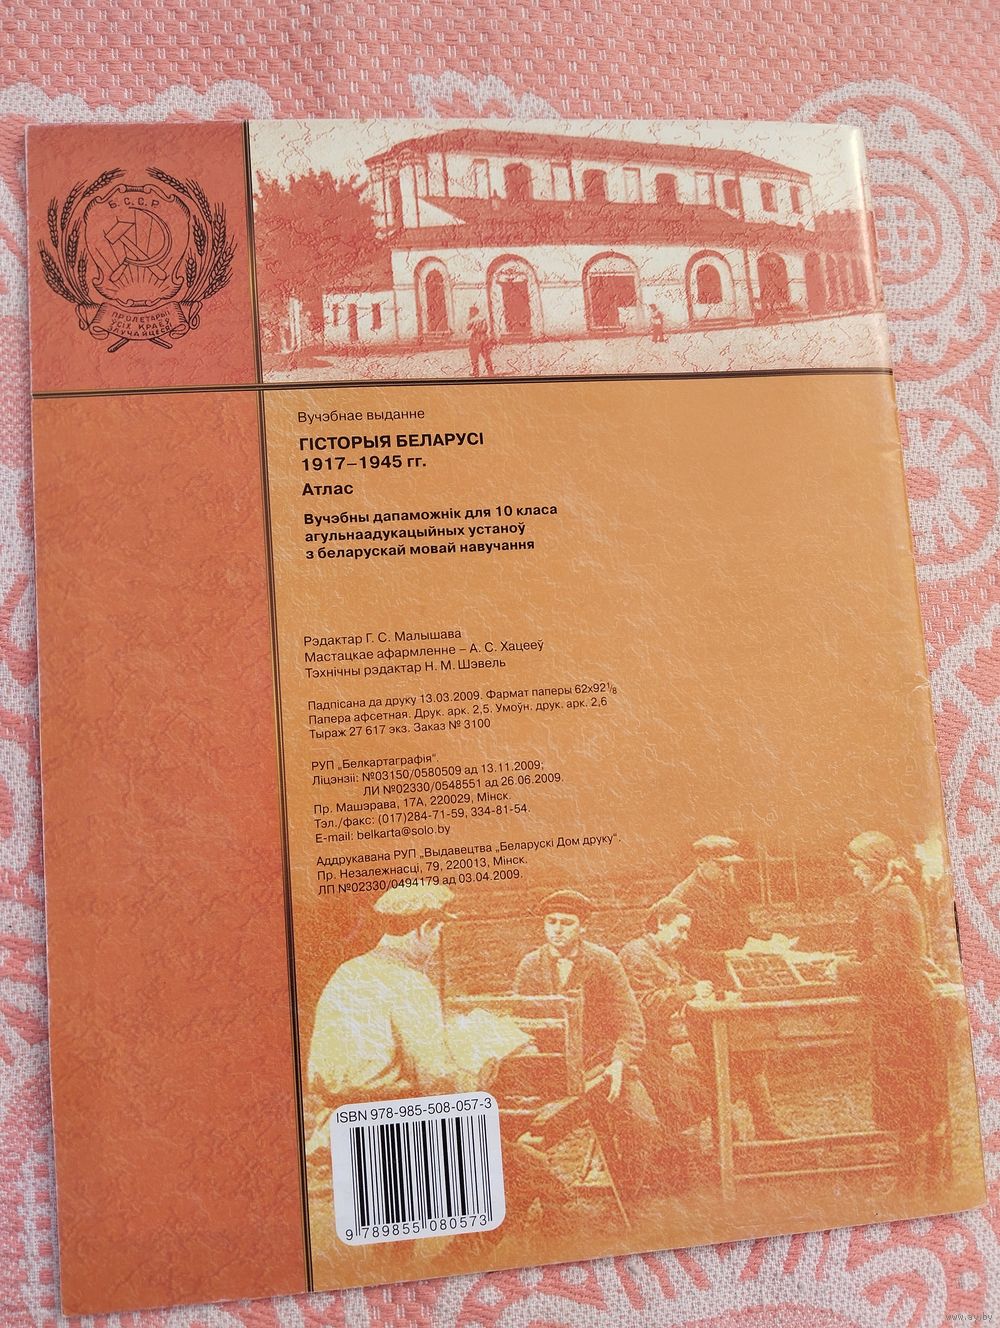 Б.С.С.Р.
ПРОЛЕТАРЫ
УСІХ КРАЕЎ
ЗЛУЧАЙЦЕСЯ
Вучэбнае выданне
ГІСТОРЫЯ БЕЛАРУСІ
1917–1945 гг.
Атлас
Вучэбны дапаможнік для 10 класа
агульнаадукацыйных устаноў
з беларускай мовай навучання
Рэдактар Г. С. Малышава
Мастацкае афармленне – А. С. Хацееў
Тэхнічны рэдактар Н. М. Шэвель
Падпісана да друку 13.03.2009. Фармат паперы 62x92⅛
Папера афсетная. Друк. арк. 2,5. Умоўн. друк. арк. 2,6
Тыраж 27 617 экз. Заказ № 3100
РУП „Белкартаграфія“.
Ліцэнзіі: №03150/0580509 ад 13.11.2009;
ЛИ №02330/0548551 ад 26.06.2009.
Пр. Машэрава, 17А, 220029, Мінск.
Тэл./факс: (017)284-71-59, 334-81-54.
E-mail: belkarta@solo.by
Аддрукавана РУП „Выдавецтва „Беларускі Дом друку“.
Пр. Незалежнасці, 79, 220013, Мінск.
ЛП №02330/0494179 ад 03.04.2009.
ISBN 978-985-508-057-3
9 789855 080573
www.ay.by